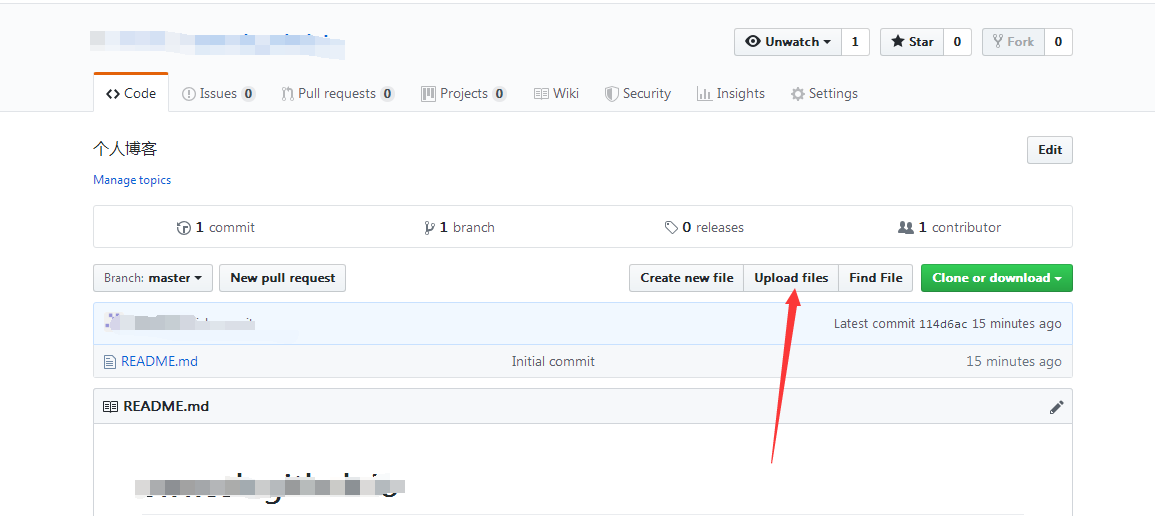 Unwatch 1 Star 0 Fork 0
Code Issues 0 Pull requests 0 Projects 0 Wiki Security Insights Settings
个人博客 Edit
Manage topics
1 commit 1 branch 0 releases 1 contributor
Branch: master New pull request Create new file Upload files Find File Clone or download
Latest commit 114d6ac 15 minutes ago
README.md Initial commit 15 minutes ago
README.md